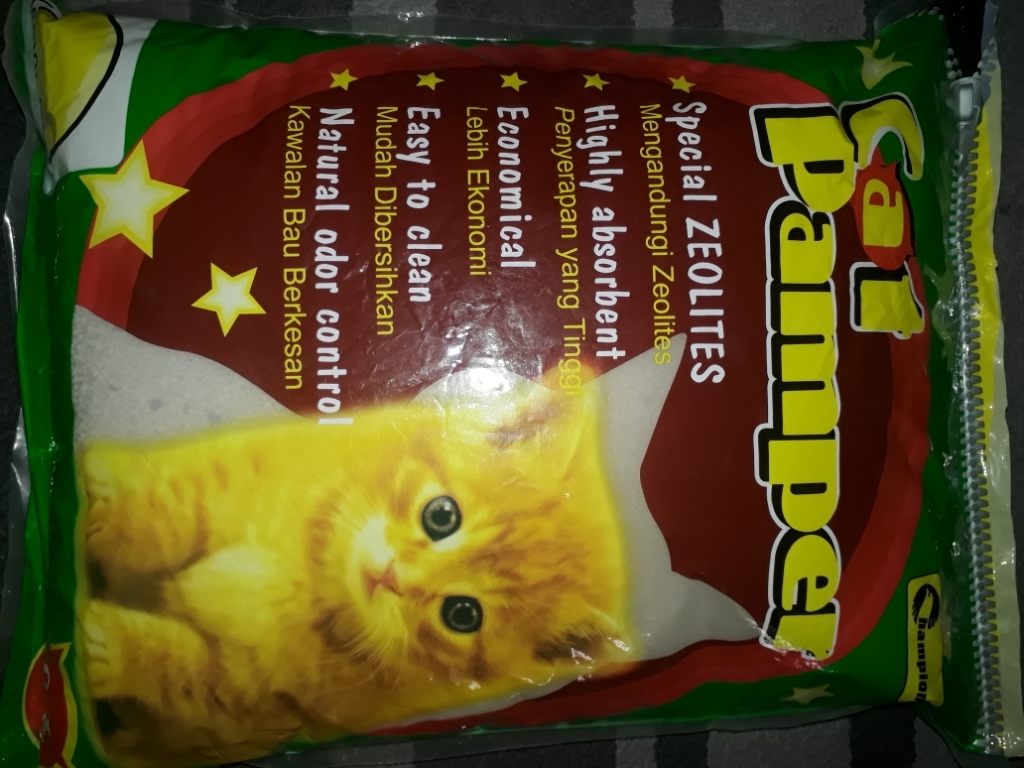 Cat
Pamper
Champion
Special ZEOLITES
Mengandungi Zeolites
Highly absorbent
Penyerapan yang Tinggi
Economical
Lebih Ekonomi
Easy to clean
Mudah Dibersihkan
Natural odor control
Kawalan Bau Berkesan